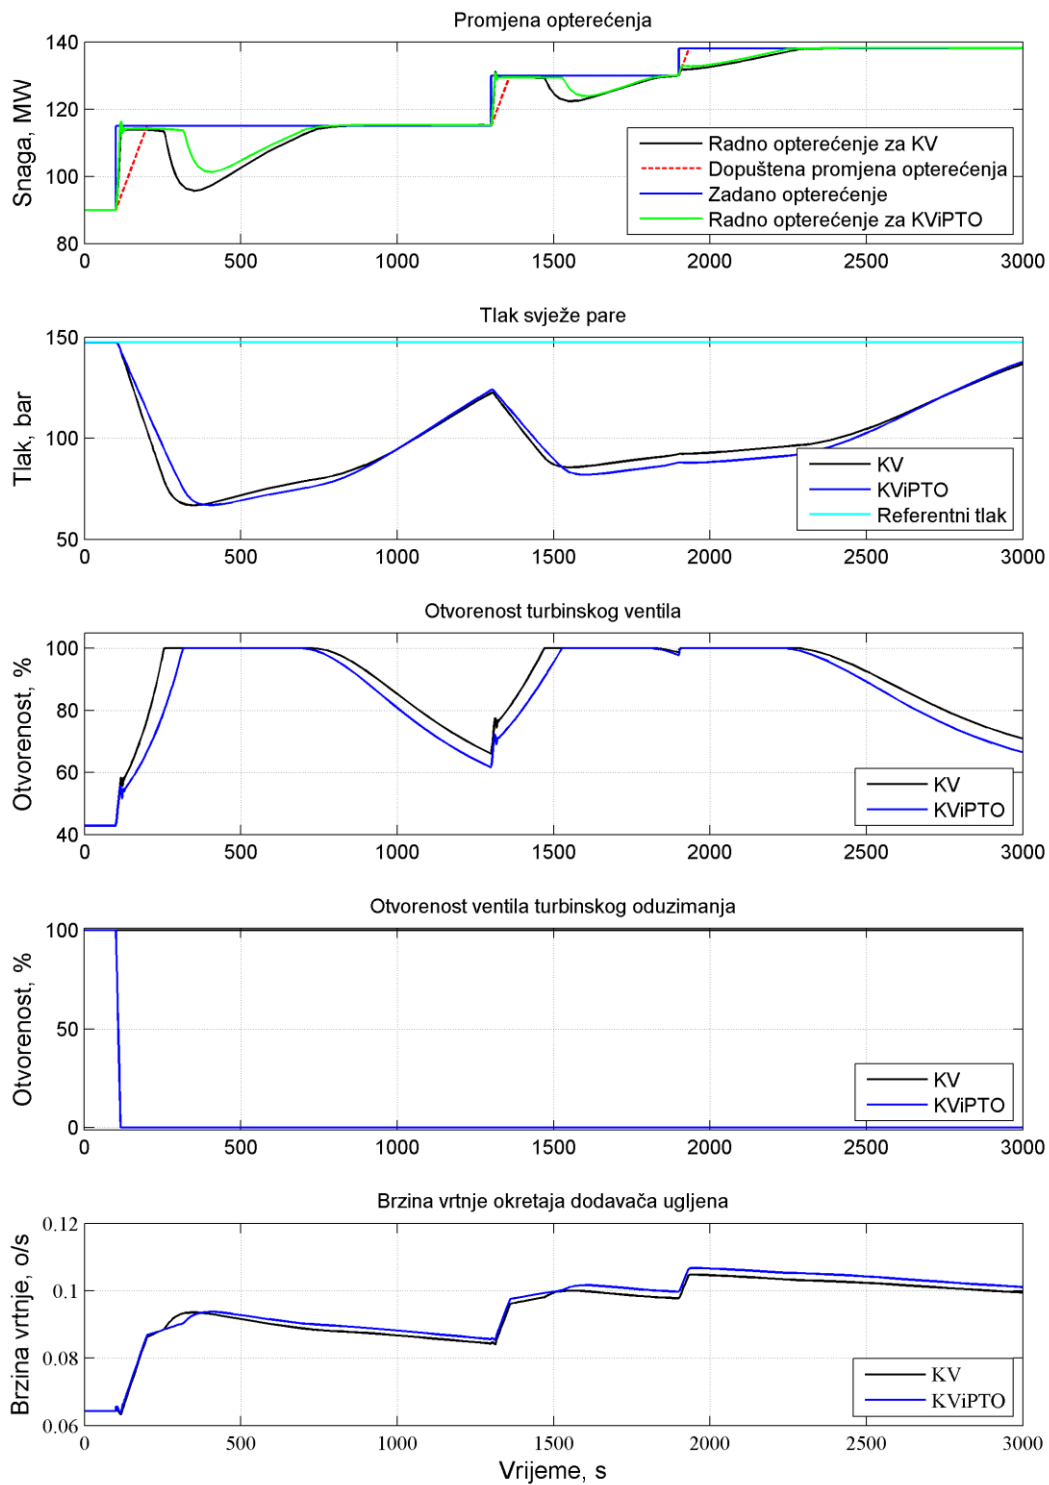 Promjena opterećenja
Snaga, MW
140
120
100
80
Radno opterećenje za KV
Dopuštena promjena opterećenja
Zadano opterećenje
Radno opterećenje za KViPTO
0 500 1000 1500 2000 2500 3000
Tlak svježe pare
Tlak, bar
150
100
50
KV
KViPTO
Referentni tlak
0 500 1000 1500 2000 2500 3000
Otvorenost turbinskog ventila
Otvorenost, %
100
80
60
40
KV
KViPTO
0 500 1000 1500 2000 2500 3000
Otvorenost ventila turbinskog oduzimanja
Otvorenost, %
100
50
0
KV
KViPTO
0 500 1000 1500 2000 2500 3000
Brzina vrtnje okretaja dodavača ugljena
Brzina vrtnje, o/s
0.12
0.1
0.08
0.06
KV
KViPTO
0 500 1000 1500 2000 2500 3000
Vrijeme, s